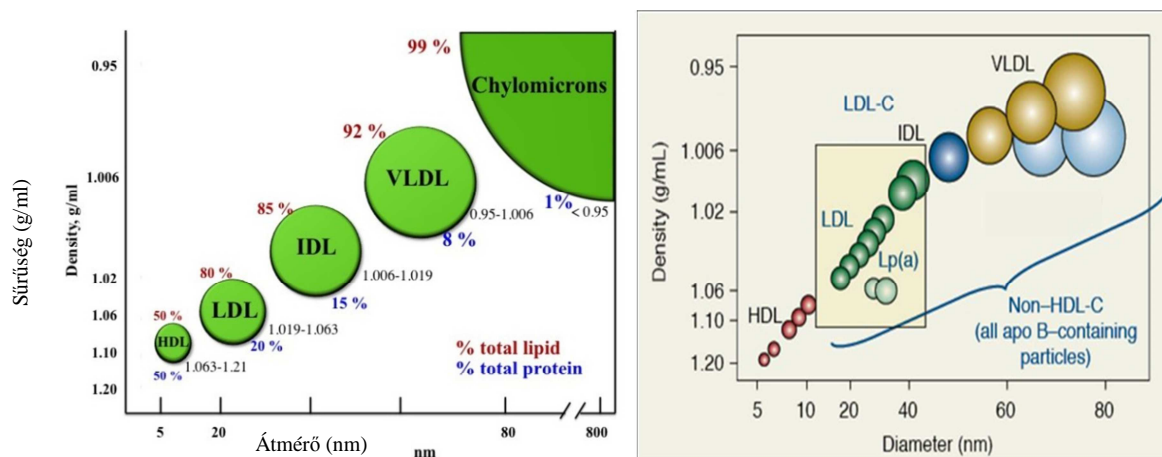 Sűrűség (g/ml)
Density, g/ml
0.95
1.006
1.02
1.06
1.10
1.20
99 %
Chylomicrons
1%
< 0.95
92 %
VLDL
0.95-1.006
8 %
85 %
IDL
1.006-1.019
15 %
80 %
LDL
1.019-1.063
20 %
50 %
HDL
1.063-1.21
50 %
% total lipid
% total protein
5
20
80
800
Átmérő (nm)
nm
Density (g/mL)
0.95
1.006
1.02
1.06
1.10
1.20
VLDL
LDL-C
IDL
LDL
Lp(a)
HDL
Non–HDL-C
(all apo B–containing
particles)
5
10
20
40
60
80
Diameter (nm)